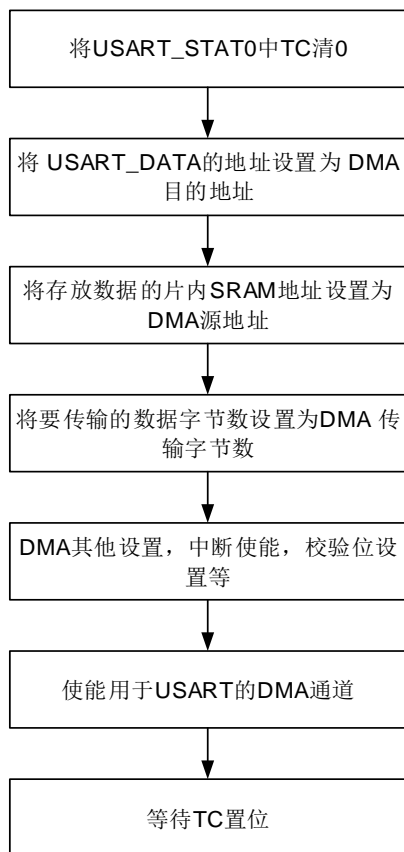 将USART_STAT0中TC清0
将 USART_DATA的地址设置为 DMA
目的地址
将存放数据的片内SRAM地址设置为
DMA源地址
将要传输的数据字节数设置为DMA 传
输字节数
DMA其他设置，中断使能，校验位设
置等
使能用于USART的DMA通道
等待TC置位